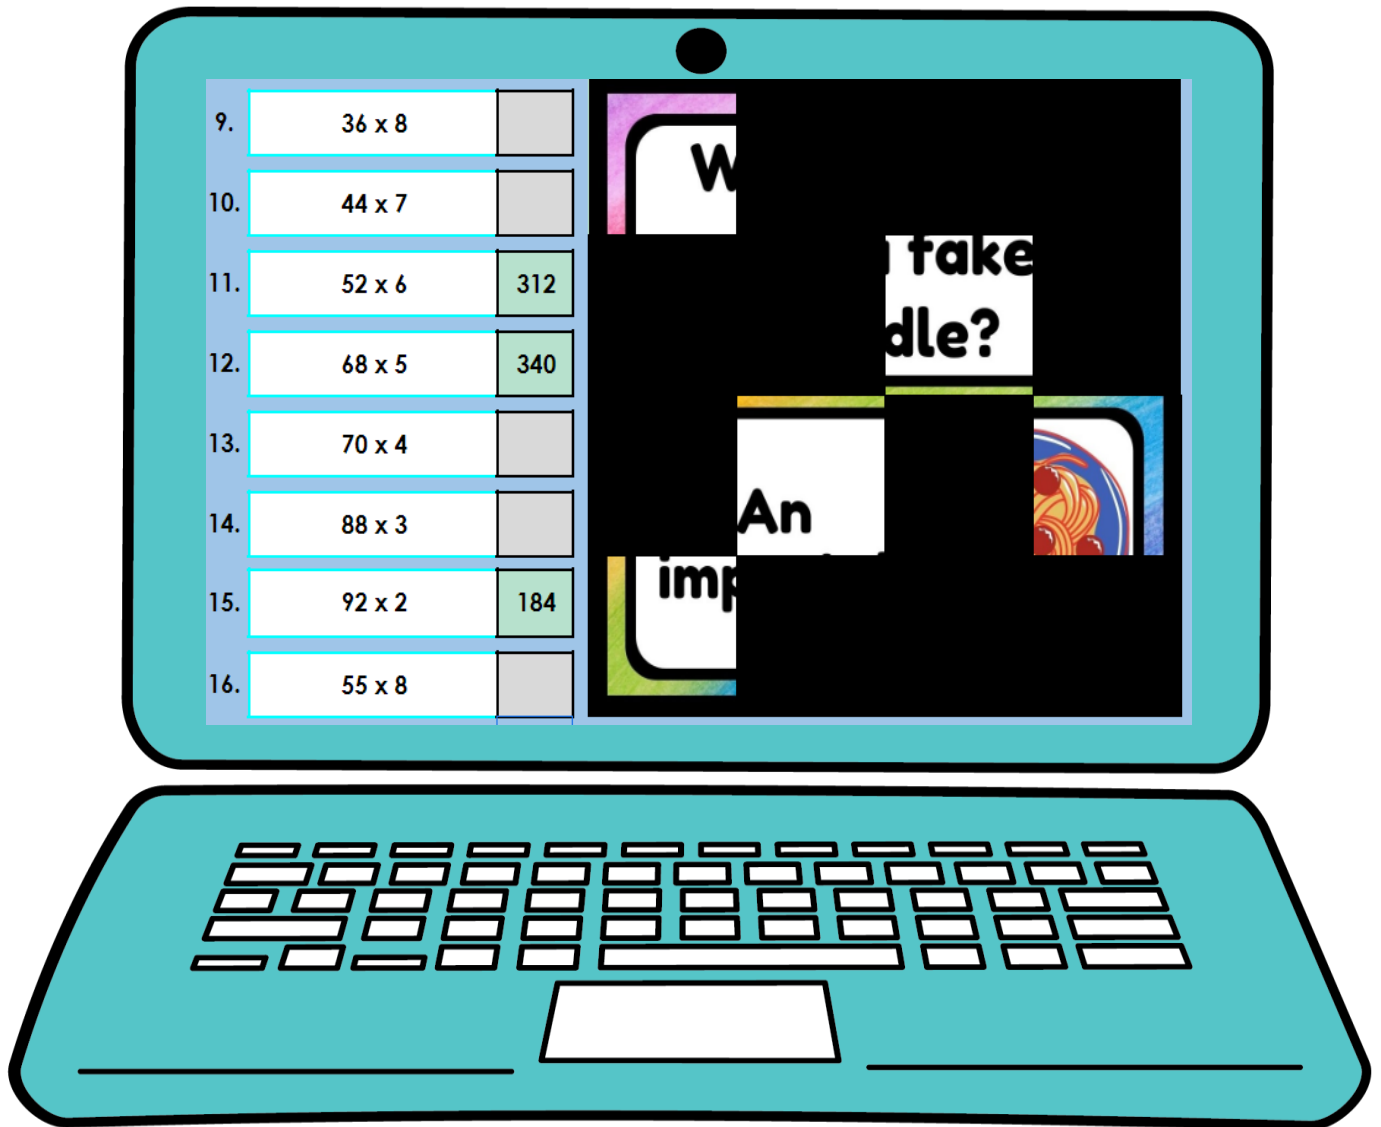 9. 36 x 8
10. 44 x 7
11. 52 x 6 312
12. 68 x 5 340
13. 70 x 4
14. 88 x 3
15. 92 x 2 184
16. 55 x 8
W
take
dle?
An
imp